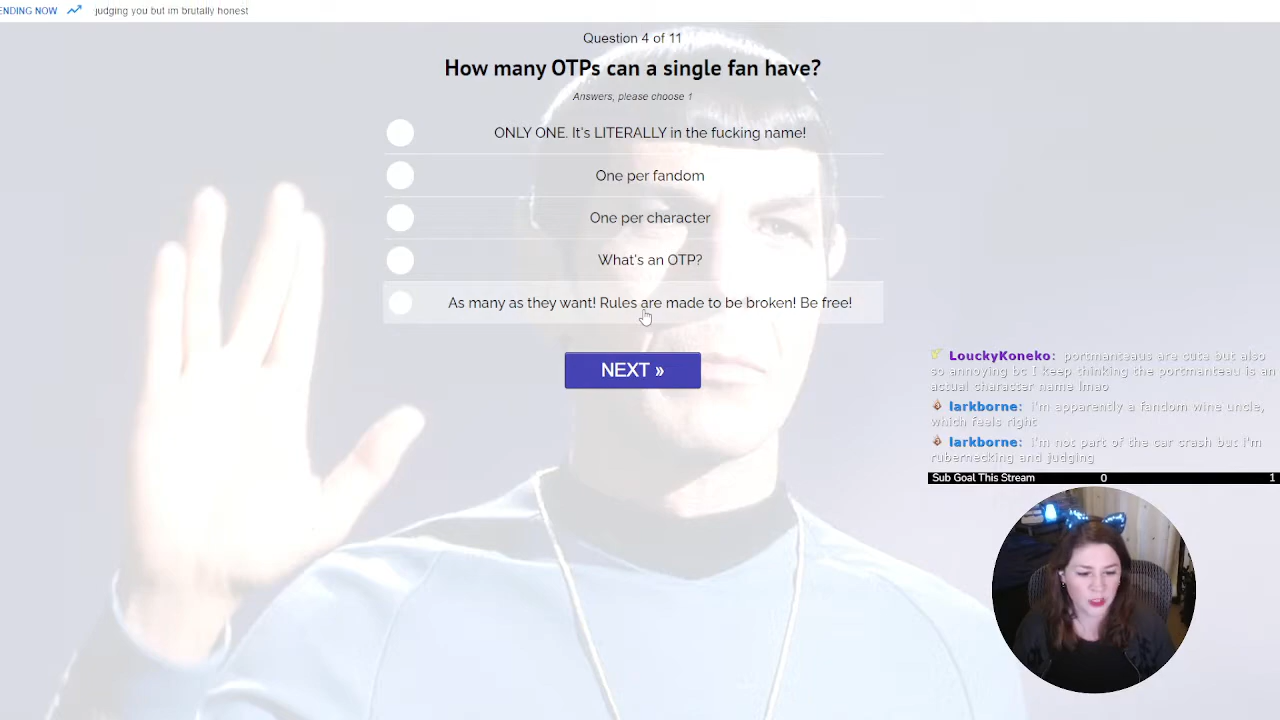 ENDING NOW judging you but im brutally honest
Question 4 of 11
How many OTPs can a single fan have?
Answers, please choose 1
ONLY ONE. It's LITERALLY in the fucking name!
One per fandom
One per character
What's an OTP?
As many as they want! Rules are made to be broken! Be free!
NEXT »
LouckyKoneko: portmanteaus are cute but also
so annoying bc I keep thinking the portmanteau is an
actual character name lmao
larkborne: i'm apparently a fandom wine uncle,
which feels right
larkborne: I'm not part of the car crash but I'm
rubernecking and judging
Sub Goal This Stream 0 1